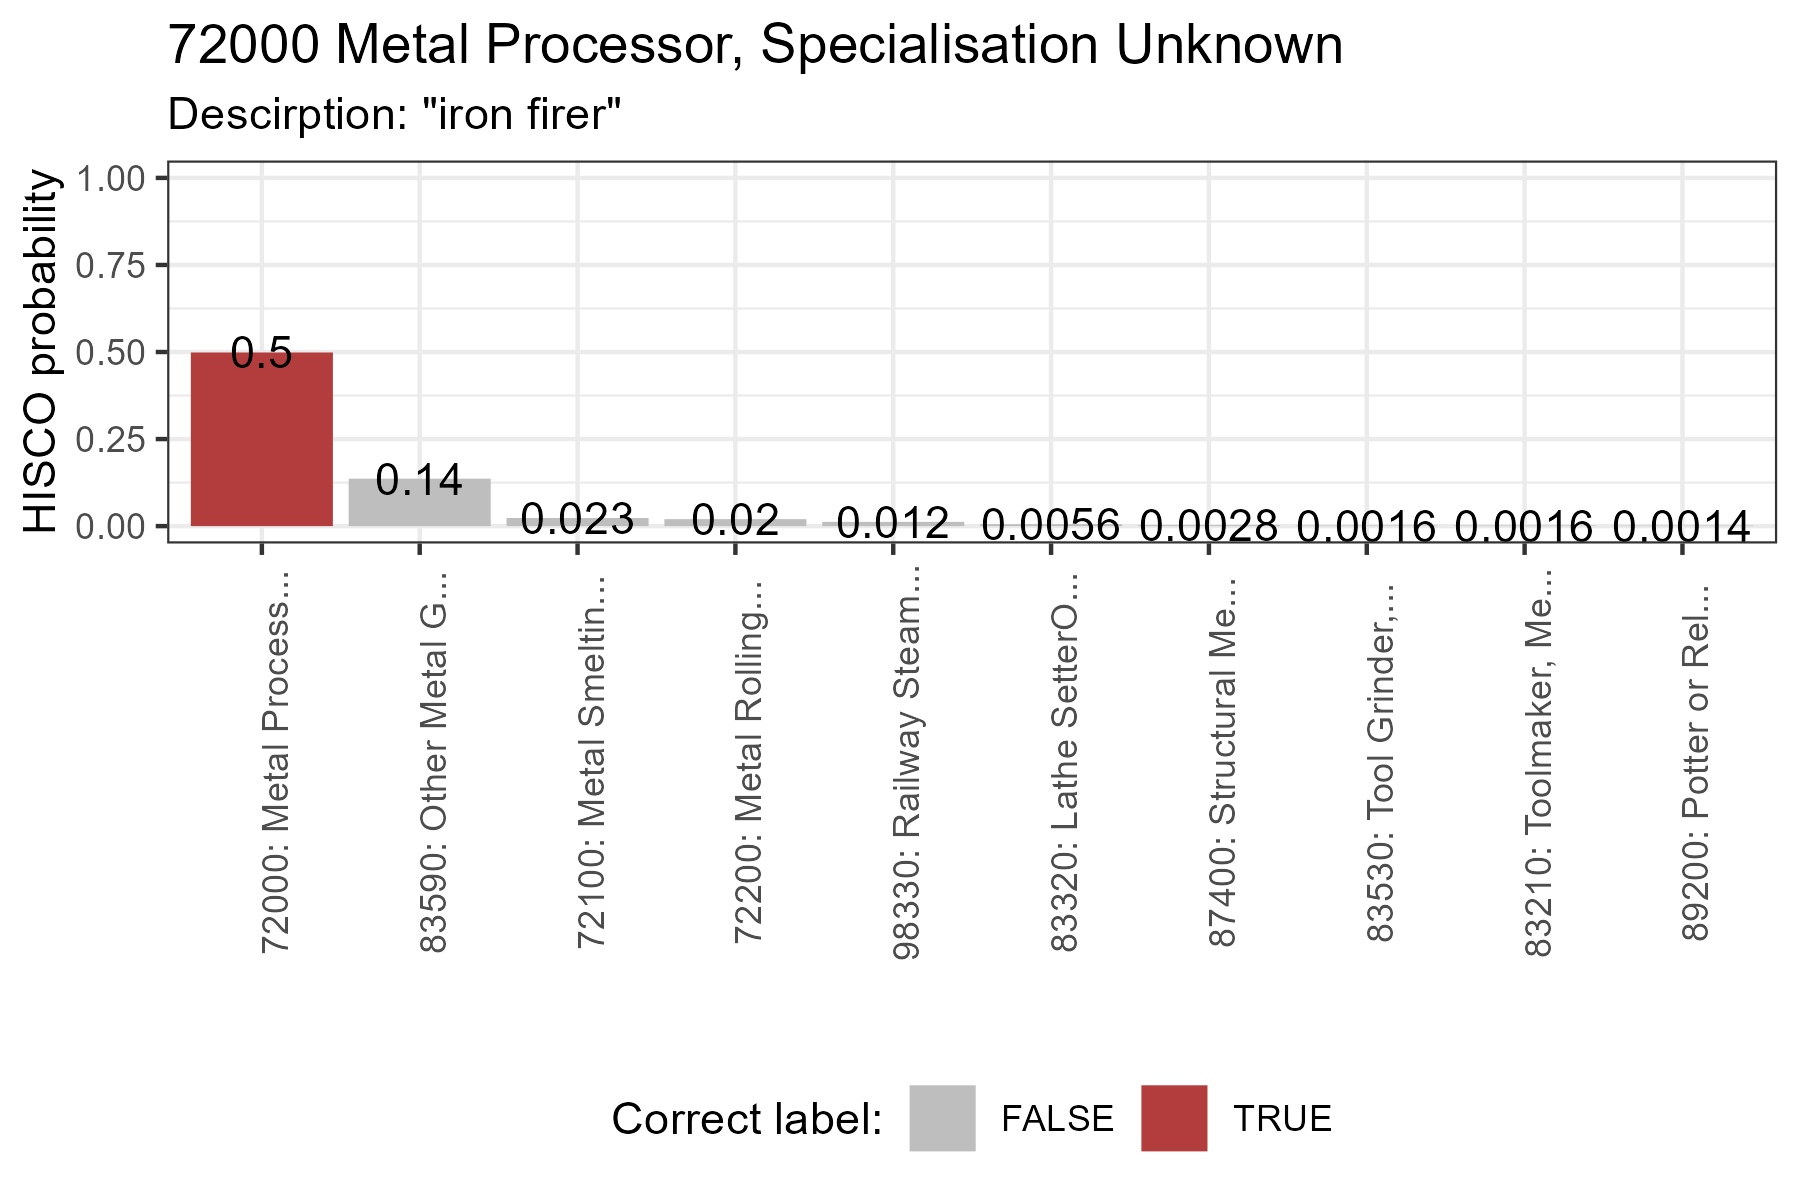 72000 Metal Processor, Specialisation Unknown
Descirption: "iron firer"
HISCO probability
1.00
0.75
0.50
0.25
0.00
0.5
0.14
0.023
0.02
0.012
0.0056
0.0028
0.0016
0.0016
0.0014
72000: Metal Process...
83590: Other Metal G...
72100: Metal Smeltin...
72200: Metal Rolling...
98330: Railway Steam...
83320: Lathe SetterO...
87400: Structural Me...
83530: Tool Grinder,...
83210: Toolmaker, Me...
89200: Potter or Rel...
Correct label: FALSE TRUE